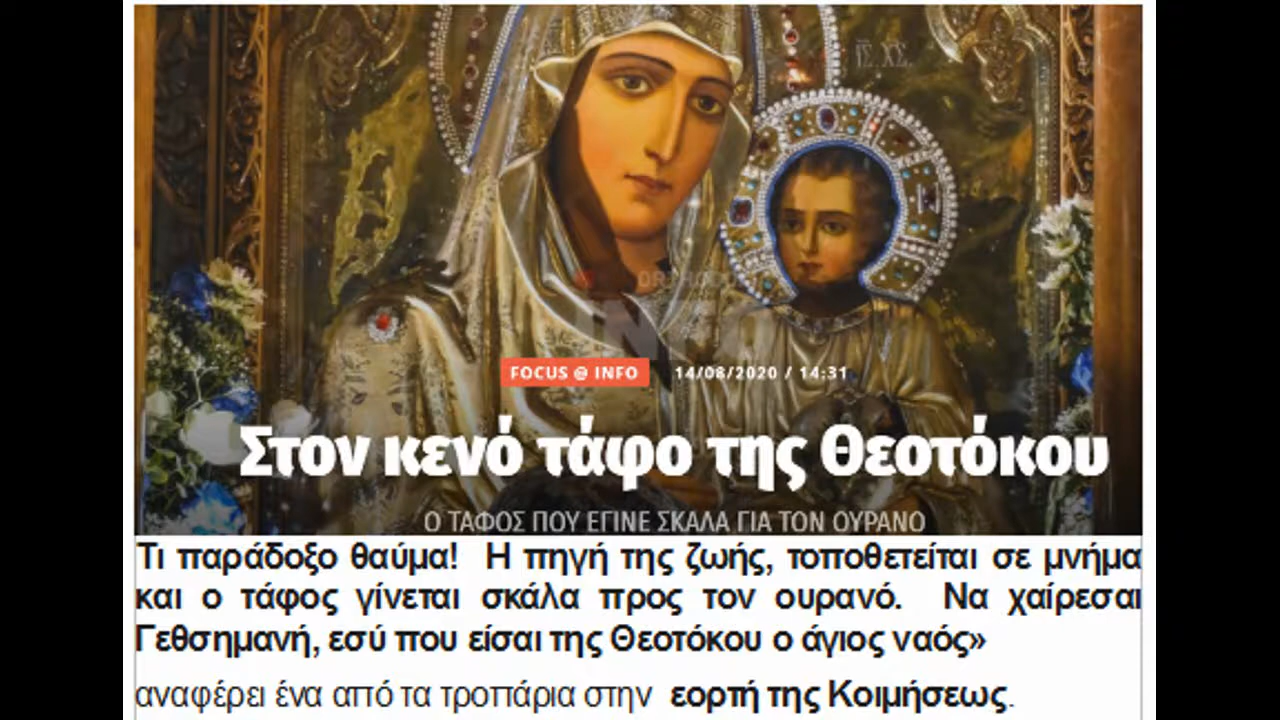 ΙΣ.ΧΣ.
FOCUS @ INFO 14/08/2020 / 14:31
Στον κενό τάφο της Θεοτόκου
Ο ΤΑΦΟΣ ΠΟΥ ΕΓΙΝΕ ΣΚΑΛΑ ΓΙΑ ΤΟΝ ΟΥΡΑΝΟ
Τι παράδοξο θαύμα! Η πηγή της ζωής, τοποθετείται σε μνήμα
και ο τάφος γίνεται σκάλα προς τον ουρανό. Να χαίρεσαι
Γεθσημανή, εσύ που είσαι της Θεοτόκου ο άγιος ναός»
αναφέρει ένα από τα τροπάρια στην εορτή της Κοιμήσεως.